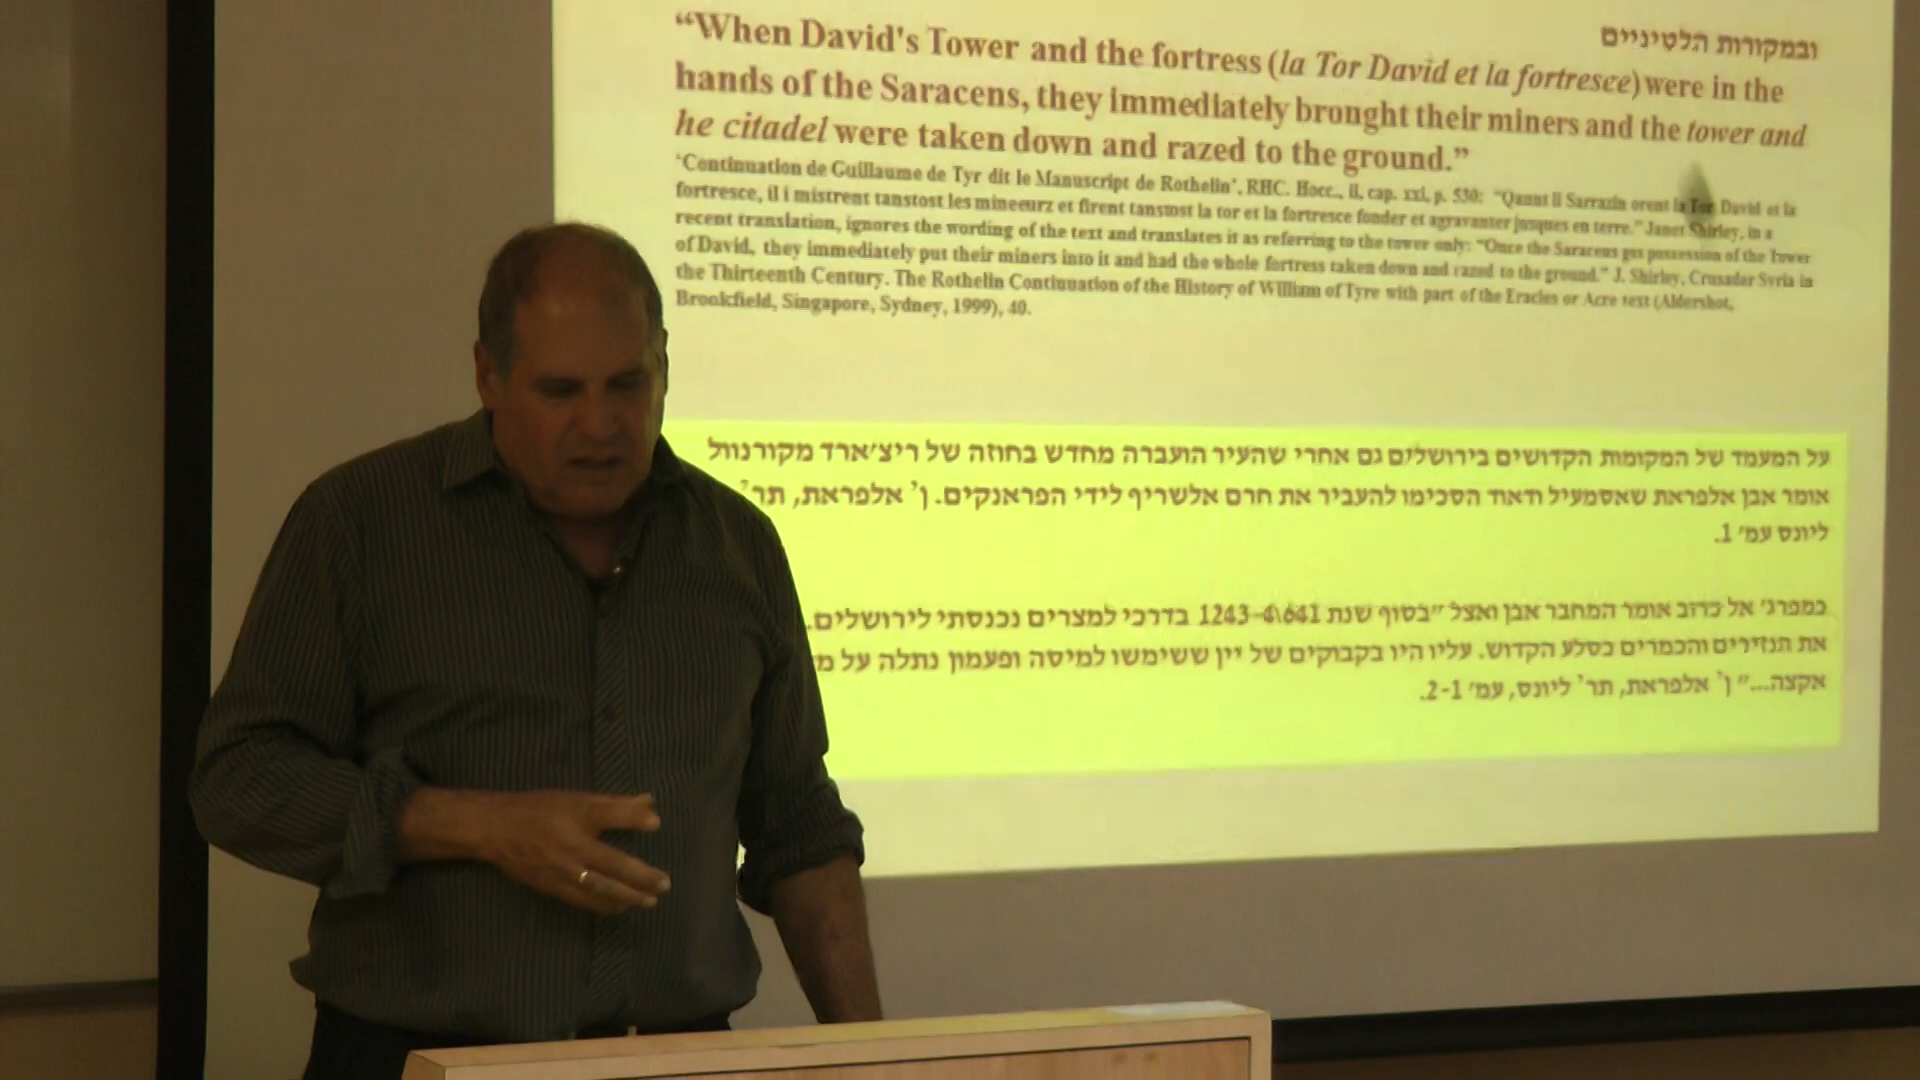 ובמקורות הלטיניים
“When David's Tower and the fortress (la Tor David et la fortresce) were in the
hands of the Saracens, they immediately bronght their miners and the tower and
he citadel were taken down and razed to the ground.”
‘Continuation de Guillaume de Tyr dit le Manuscript de Rothelin’, RHC. Hocc., ii, cap. xxi, p. 530: “Quant li Sarrazin orent la Tor David et la
fortresce, il i mistrent tanstost les mineeurz et firent tanstost la tor et la fortresce fonder et agravanter jusques en terre.” Janet Shirley, in a
recent translation, ignores the wording of the text and translates it as referring to the tower only: “Once the Saracens got possession of the Tower
of David, they immediately put their miners into it and had the whole fortress taken down and razed to the ground.” J. Shirley, Crusader Syria in
the Thirteenth Century. The Rothelin Continuation of the History of William of Tyre with part of the Eracles or Acre text (Aldershot,
Brookfield, Singapore, Sydney, 1999), 40.
על המעמד של המקומות הקדושים בירושלים גם אחרי שהעיר הועברה מחדש בחוזה של ריצ׳ארד מקורנוול
אומר אבן אלפראת שאסמעיל ודאוד הסכימו להעביר את חרם אלשריף לידי הפראנקים. ן׳ אלפראת, תר׳
ליונס עמ׳ 1.
כמפרג׳ אל כרוב אומר המחבר אבן ואצל ״בסוף שנת 641\4-1243 בדרכי למצרים נכנסתי לירושלים.
את הנזירים והכמרים בסלע הקדוש. עליו היו בקבוקים של יין ששימשו למיסה ופעמון נתלה על
אקצה...״ ן׳ אלפראת, תר׳ ליונס, עמ׳ 2-1.